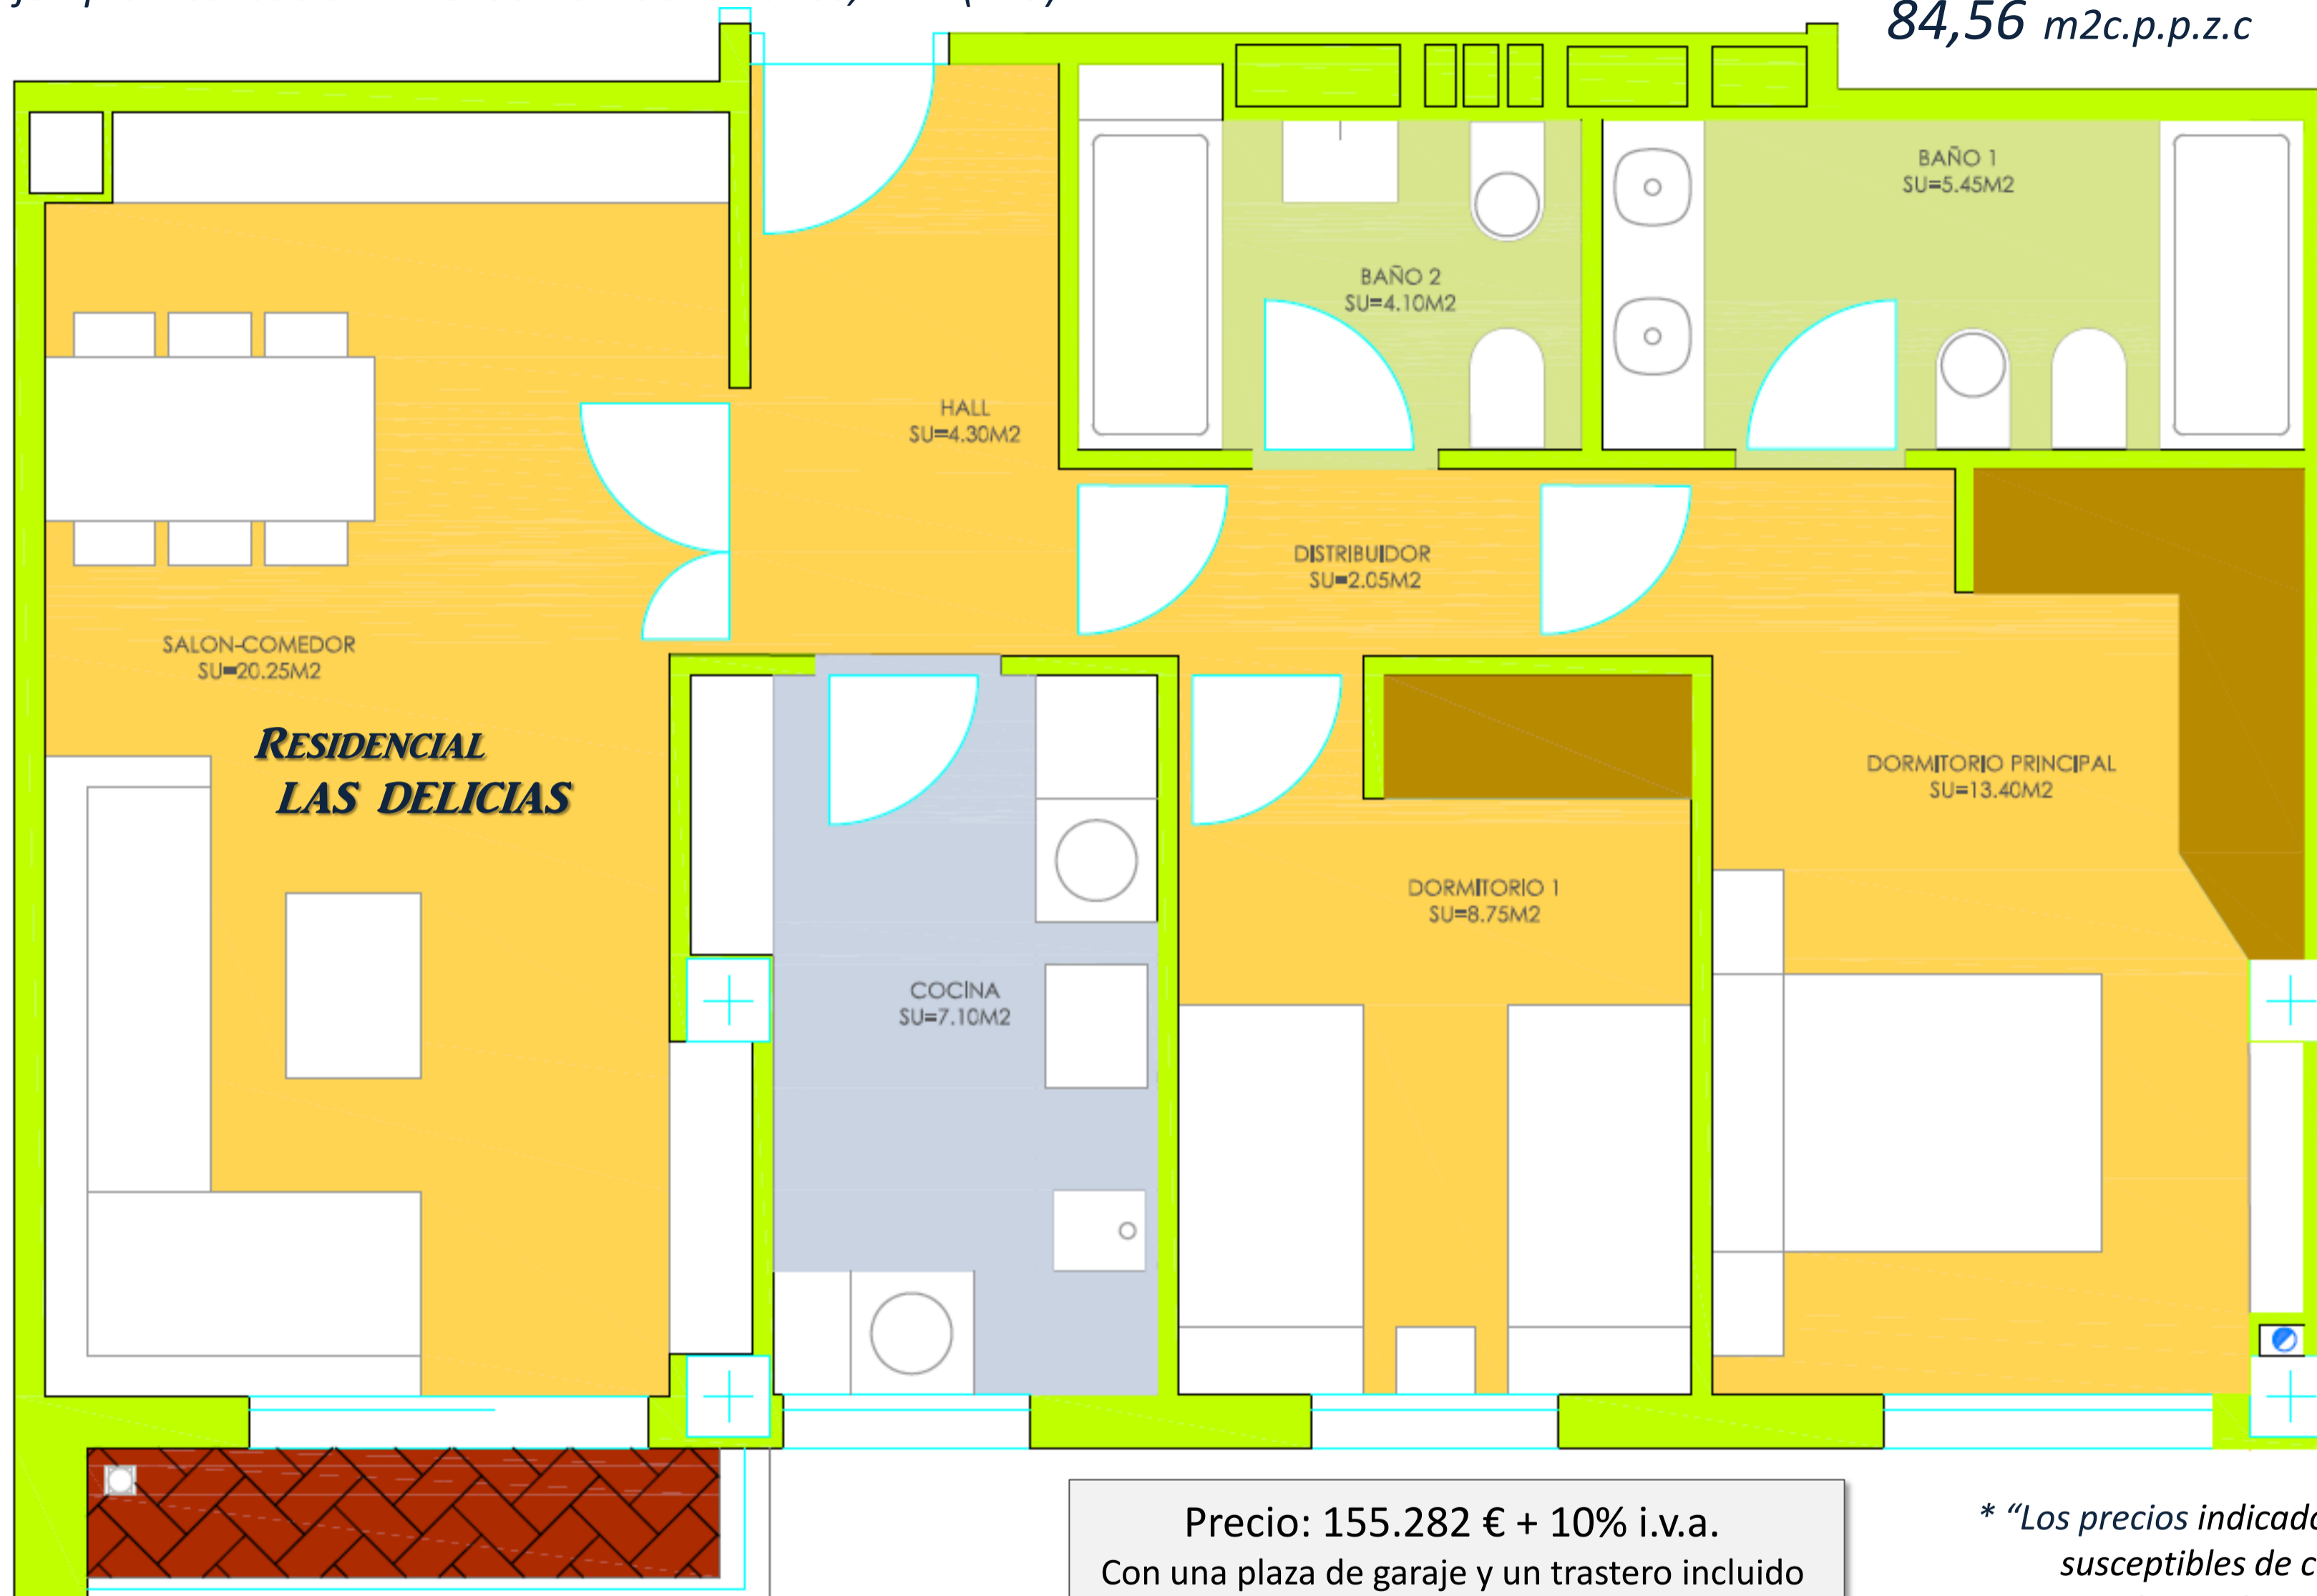 84,56 m2c.p.p.z.c
BAÑO 1
SU=5.45M2
BAÑO 2
SU=4.10M2
HALL
SU=4.30M2
DISTRIBUIDOR
SU=2.05M2
SALON-COMEDOR
SU=20.25M2
RESIDENCIAL
LAS DELICIAS
DORMITORIO PRINCIPAL
SU=13.40M2
DORMITORIO 1
SU=8.75M2
COCINA
SU=7.10M2
Precio: 155.282 € + 10% i.v.a.
Con una plaza de garaje y un trastero incluido
* “Los precios indicado
susceptibles de c